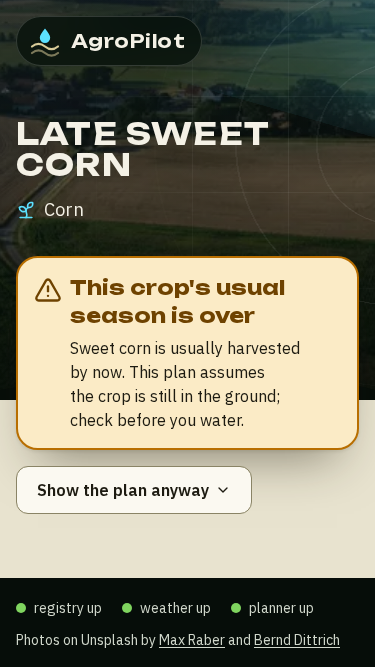 AgroPilot
LATE SWEET
CORN
Corn
This crop's usual
season is over
Sweet corn is usually harvested
by now. This plan assumes
the crop is still in the ground;
check before you water.
Show the plan anyway
registry up weather up planner up
Photos on Unsplash by Max Raber and Bernd Dittrich